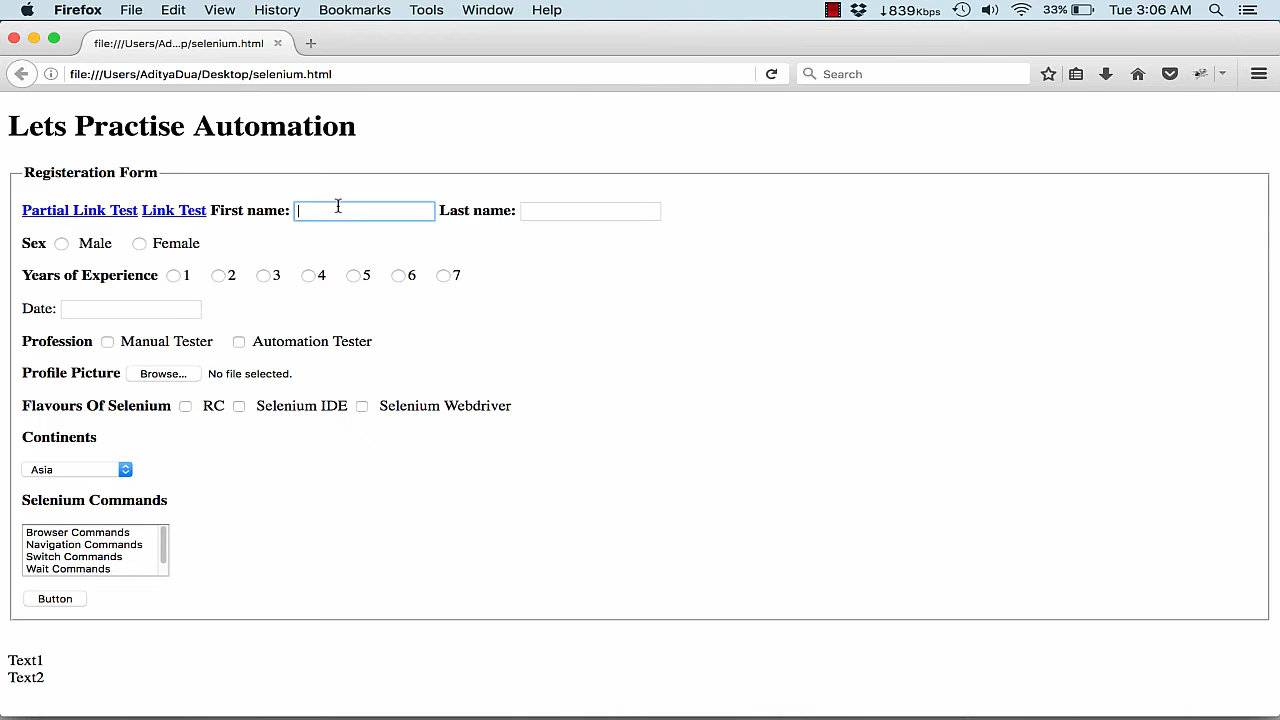 Firefox File Edit View History Bookmarks Tools Window Help ↓839Kbps 33% Tue 3:06 AM
file:///Users/Ad...p/selenium.html
file:///Users/AdityaDua/Desktop/selenium.html Search
Lets Practise Automation
Registeration Form
Partial Link Test Link Test First name: Last name:
Sex Male Female
Years of Experience 1 2 3 4 5 6 7
Date:
Profession Manual Tester Automation Tester
Profile Picture Browse... No file selected.
Flavours Of Selenium RC Selenium IDE Selenium Webdriver
Continents
Asia
Selenium Commands
Browser Commands
Navigation Commands
Switch Commands
Wait Commands
Button
Text1
Text2